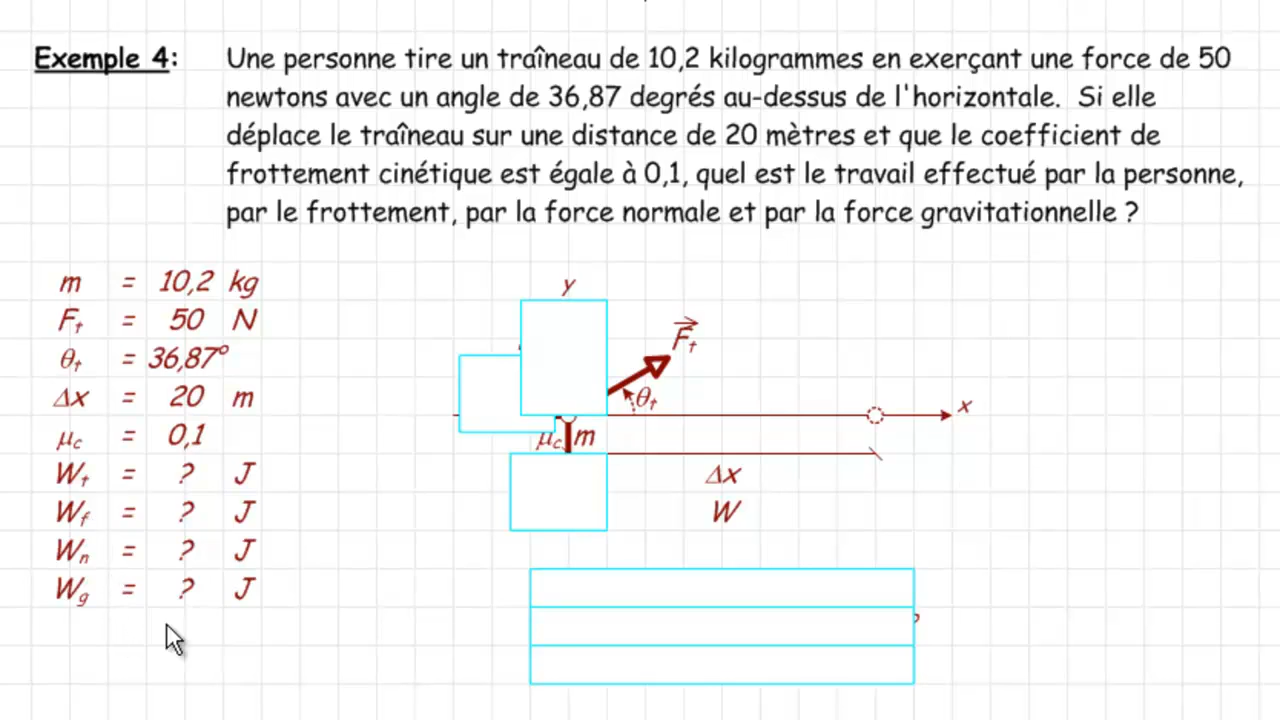 Exemple 4: Une personne tire un traîneau de 10,2 kilogrammes en exerçant une force de 50
newtons avec un angle de 36,87 degrés au-dessus de l'horizontale. Si elle
déplace le traîneau sur une distance de 20 mètres et que le coefficient de
frottement cinétique est égale à 0,1, quel est le travail effectué par la personne,
par le frottement, par la force normale et par la force gravitationnelle ?
m = 10,2 kg
Ft = 50 N
θt = 36,87°
Δx = 20 m
μc = 0,1
Wt = ? J
Wf = ? J
Wn = ? J
Wg = ? J
y
Ft
θt
x
μc m
Δx
W